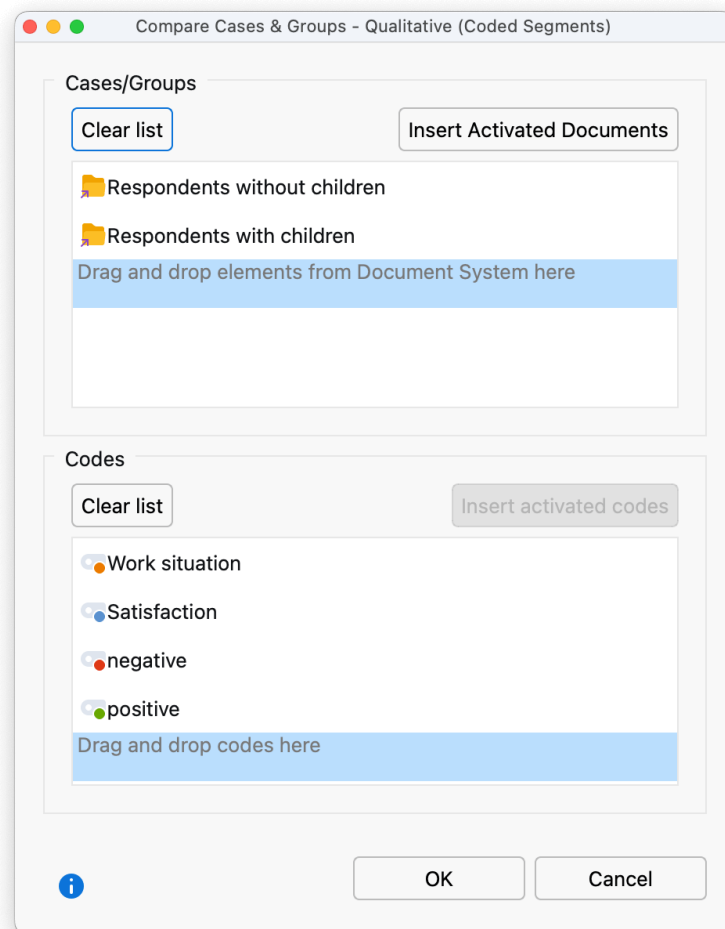 Compare Cases & Groups - Qualitative (Coded Segments)
Cases/Groups
Clear list
Insert Activated Documents
Respondents without children
Respondents with children
Drag and drop elements from Document System here
Codes
Clear list
Insert activated codes
Work situation
Satisfaction
negative
positive
Drag and drop codes here
OK
Cancel